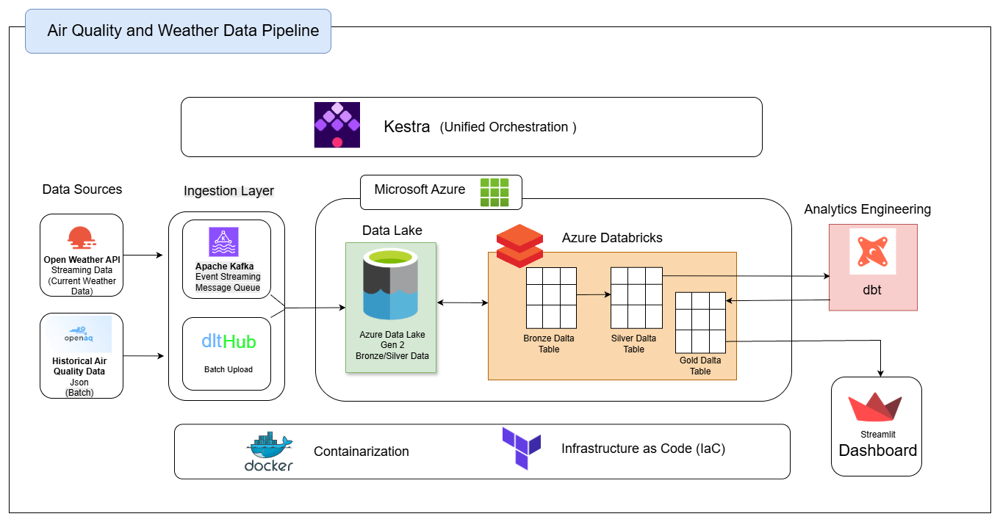 Air Quality and Weather Data Pipeline
Kestra (Unified Orchestration )
Data Sources
Open Weather API
Streaming Data
(Current Weather
Data)
openaq
Historical Air
Quality Data
Json
(Batch)
Ingestion Layer
K
Apache Kafka
Event Streaming
Message Queue
dltHub
Batch Upload
Microsoft Azure
Data Lake
Azure Data Lake
Gen 2
Bronze/Silver Data
Azure Databricks
Bronze Dalta
Table
Silver Dalta
Table
Gold Dalta
Table
Analytics Engineering
dbt
Streamlit
Dashboard
docker
Containarization
Infrastructure as Code (IaC)